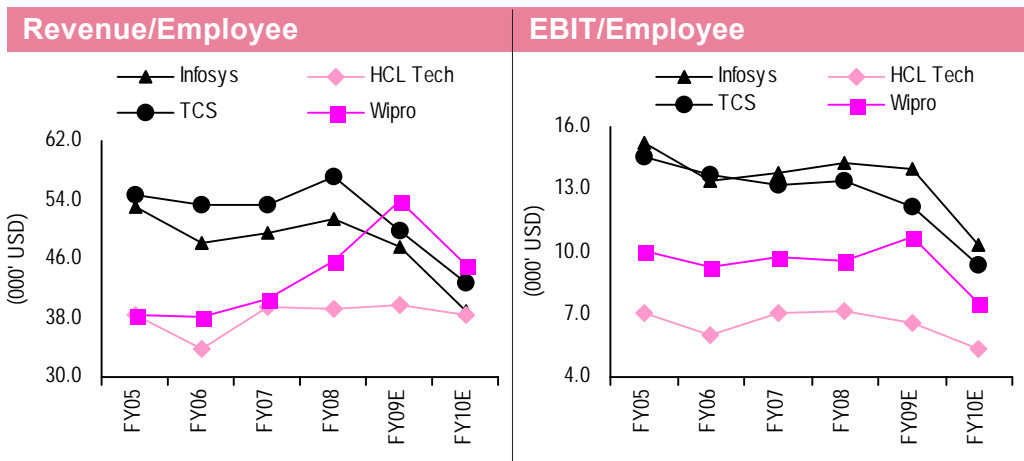 Revenue/Employee
Infosys
HCL Tech
TCS
Wipro
(000' USD)
62.0
54.0
46.0
38.0
30.0
FY05
FY06
FY07
FY08
FY09E
FY10E
EBIT/Employee
Infosys
HCL Tech
TCS
Wipro
(000' USD)
16.0
13.0
10.0
7.0
4.0
FY05
FY06
FY07
FY08
FY09E
FY10E